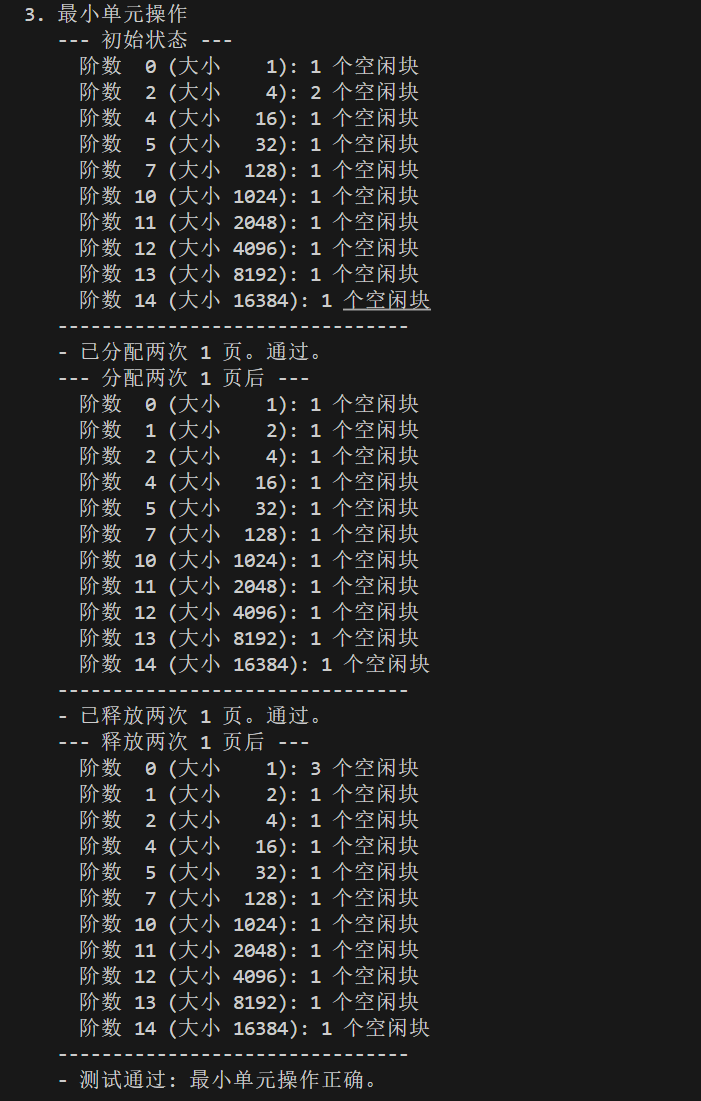 3. 最小单元操作
--- 初始状态 ---
阶数  0 (大小    1): 1 个空闲块
阶数  2 (大小    4): 2 个空闲块
阶数  4 (大小   16): 1 个空闲块
阶数  5 (大小   32): 1 个空闲块
阶数  7 (大小  128): 1 个空闲块
阶数 10 (大小 1024): 1 个空闲块
阶数 11 (大小 2048): 1 个空闲块
阶数 12 (大小 4096): 1 个空闲块
阶数 13 (大小 8192): 1 个空闲块
阶数 14 (大小 16384): 1 个空闲块
--------------------------------
- 已分配两次 1 页。通过。
--- 分配两次 1 页后 ---
阶数  0 (大小    1): 1 个空闲块
阶数  1 (大小    2): 1 个空闲块
阶数  2 (大小    4): 1 个空闲块
阶数  4 (大小   16): 1 个空闲块
阶数  5 (大小   32): 1 个空闲块
阶数  7 (大小  128): 1 个空闲块
阶数 10 (大小 1024): 1 个空闲块
阶数 11 (大小 2048): 1 个空闲块
阶数 12 (大小 4096): 1 个空闲块
阶数 13 (大小 8192): 1 个空闲块
阶数 14 (大小 16384): 1 个空闲块
--------------------------------
- 已释放两次 1 页。通过。
--- 释放两次 1 页后 ---
阶数  0 (大小    1): 3 个空闲块
阶数  1 (大小    2): 1 个空闲块
阶数  2 (大小    4): 1 个空闲块
阶数  4 (大小   16): 1 个空闲块
阶数  5 (大小   32): 1 个空闲块
阶数  7 (大小  128): 1 个空闲块
阶数 10 (大小 1024): 1 个空闲块
阶数 11 (大小 2048): 1 个空闲块
阶数 12 (大小 4096): 1 个空闲块
阶数 13 (大小 8192): 1 个空闲块
阶数 14 (大小 16384): 1 个空闲块
--------------------------------
- 测试通过: 最小单元操作正确。